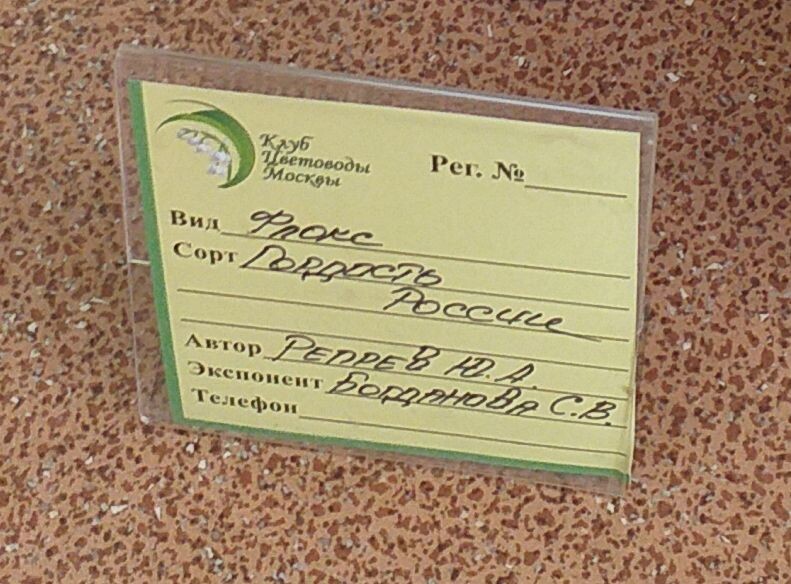 Клуб
Цветоводы
Москвы
Рег. №
Вид Флокс
Сорт Гордость
России
Автор Репрев Ю.А.
Экспонент Богданова С.В.
Телефон